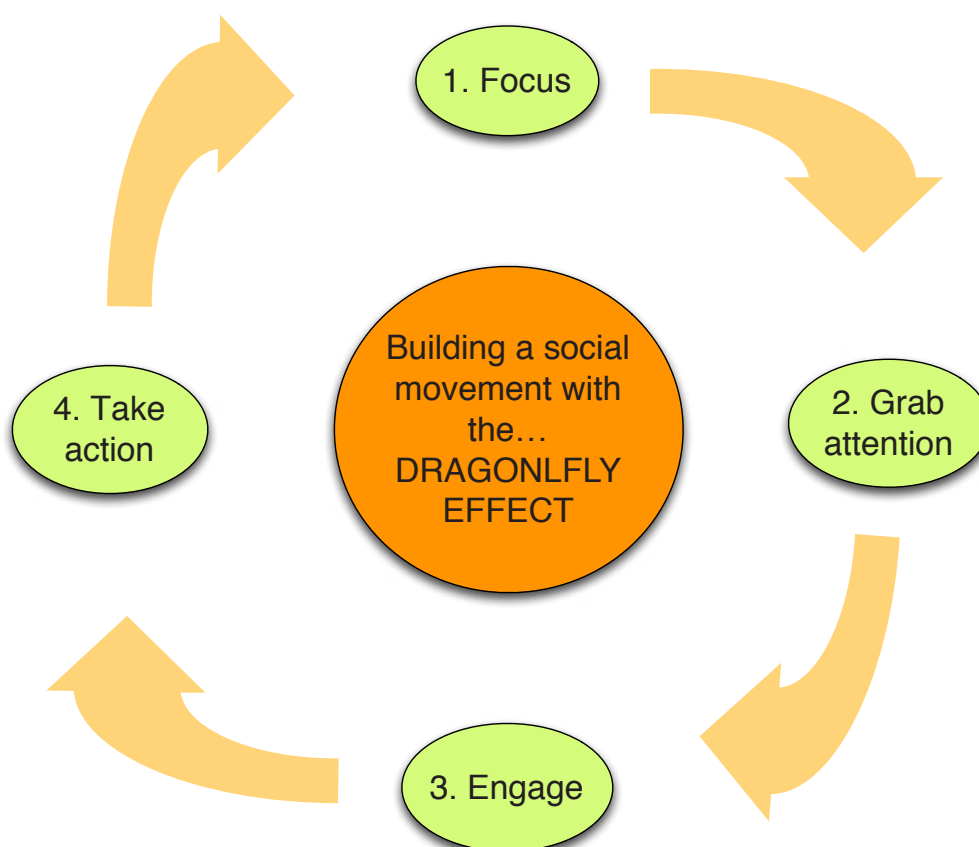 1. Focus
2. Grab
attention
3. Engage
4. Take
action
Building a social
movement with
the…
DRAGONLFLY
EFFECT